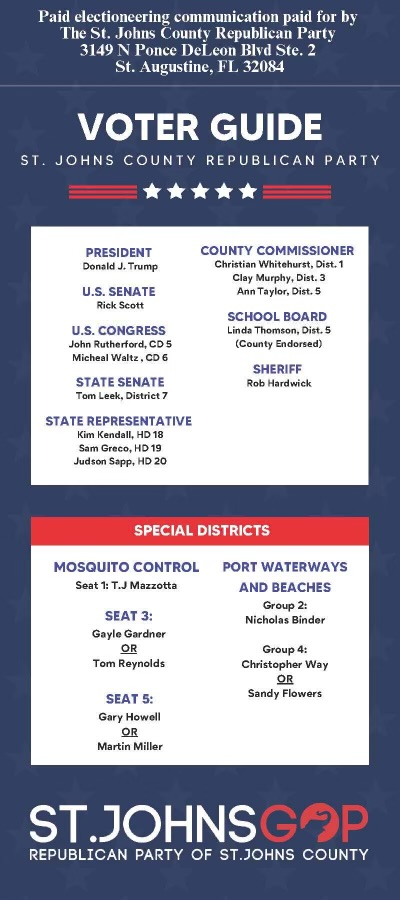 Paid electioneering communication paid for by
The St. Johns County Republican Party
3149 N Ponce DeLeon Blvd Ste. 2
St. Augustine, FL 32084
VOTER GUIDE
ST. JOHNS COUNTY REPUBLICAN PARTY
PRESIDENT
Donald J. Trump
U.S. SENATE
Rick Scott
U.S. CONGRESS
John Rutherford, CD 5
Micheal Waltz , CD 6
STATE SENATE
Tom Leek, District 7
STATE REPRESENTATIVE
Kim Kendall, HD 18
Sam Greco, HD 19
Judson Sapp, HD 20
COUNTY COMMISSIONER
Christian Whitehurst, Dist. 1
Clay Murphy, Dist. 3
Ann Taylor, Dist. 5
SCHOOL BOARD
Linda Thomson, Dist. 5
(County Endorsed)
SHERIFF
Rob Hardwick
SPECIAL DISTRICTS
MOSQUITO CONTROL
Seat 1: T.J Mazzotta
SEAT 3:
Gayle Gardner
OR
Tom Reynolds
SEAT 5:
Gary Howell
OR
Martin Miller
PORT WATERWAYS
AND BEACHES
Group 2:
Nicholas Binder
Group 4:
Christopher Way
OR
Sandy Flowers
ST.JOHNSGOP
REPUBLICAN PARTY OF ST.JOHNS COUNTY